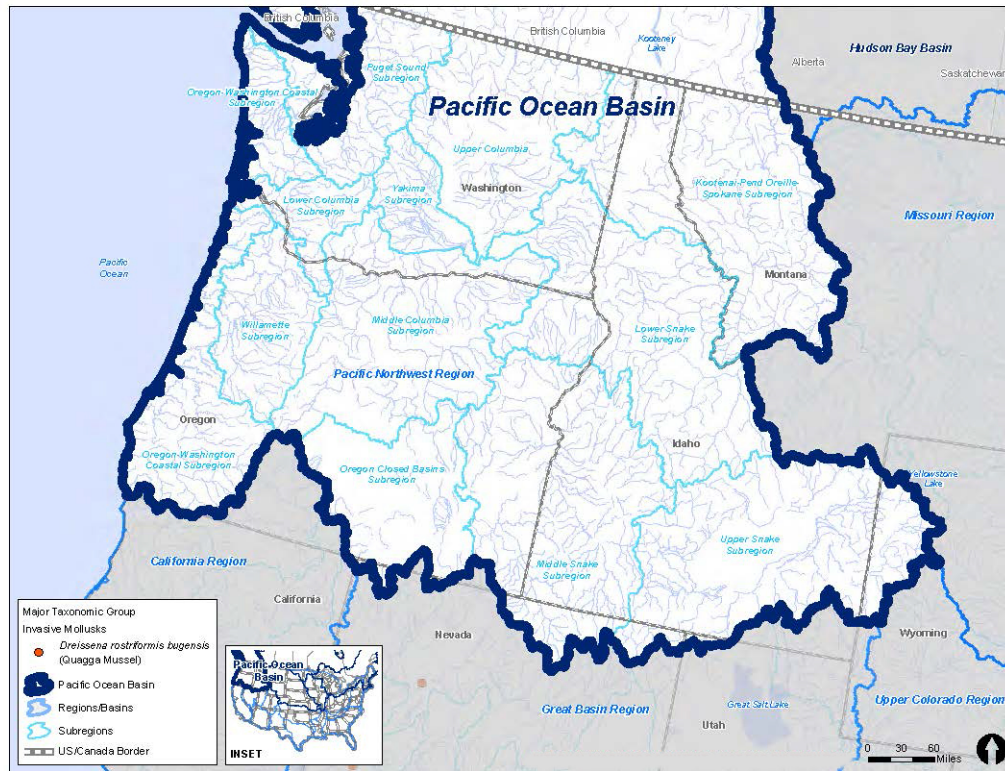 British Columbia
British Columbia
Kooteney
Lake
Hudson Bay Basin
Alberta
Saskatchewan
Puget Sound
Subregion
Oregon-Washington Coastal
Subregion
Pacific Ocean Basin
Upper Columbia
Washington
Kootenai-Pend Oreille-
Spokane Subregion
Yakima
Subregion
Lower Columbia
Subregion
Missouri Region
Pacific
Ocean
Montana
Willamette
Subregion
Middle Columbia
Subregion
Lower Snake
Subregion
Pacific Northwest Region
Oregon
Idaho
Oregon-Washington
Coastal Subregion
Oregon Closed Basins
Subregion
Yellowstone
Lake
Upper Snake
Subregion
California Region
Middle Snake
Subregion
California
Nevada
Wyoming
Great Basin Region
Utah
Great Salt Lake
Upper Colorado Region
Major Taxonomic Group
Invasive Mollusks
Dreissena rostriformis bugensis
(Quagga Mussel)
Pacific Ocean Basin
Regions/Basins
Subregions
US/Canada Border
Pacific Ocean
Basin
INSET
0 30 60
Miles